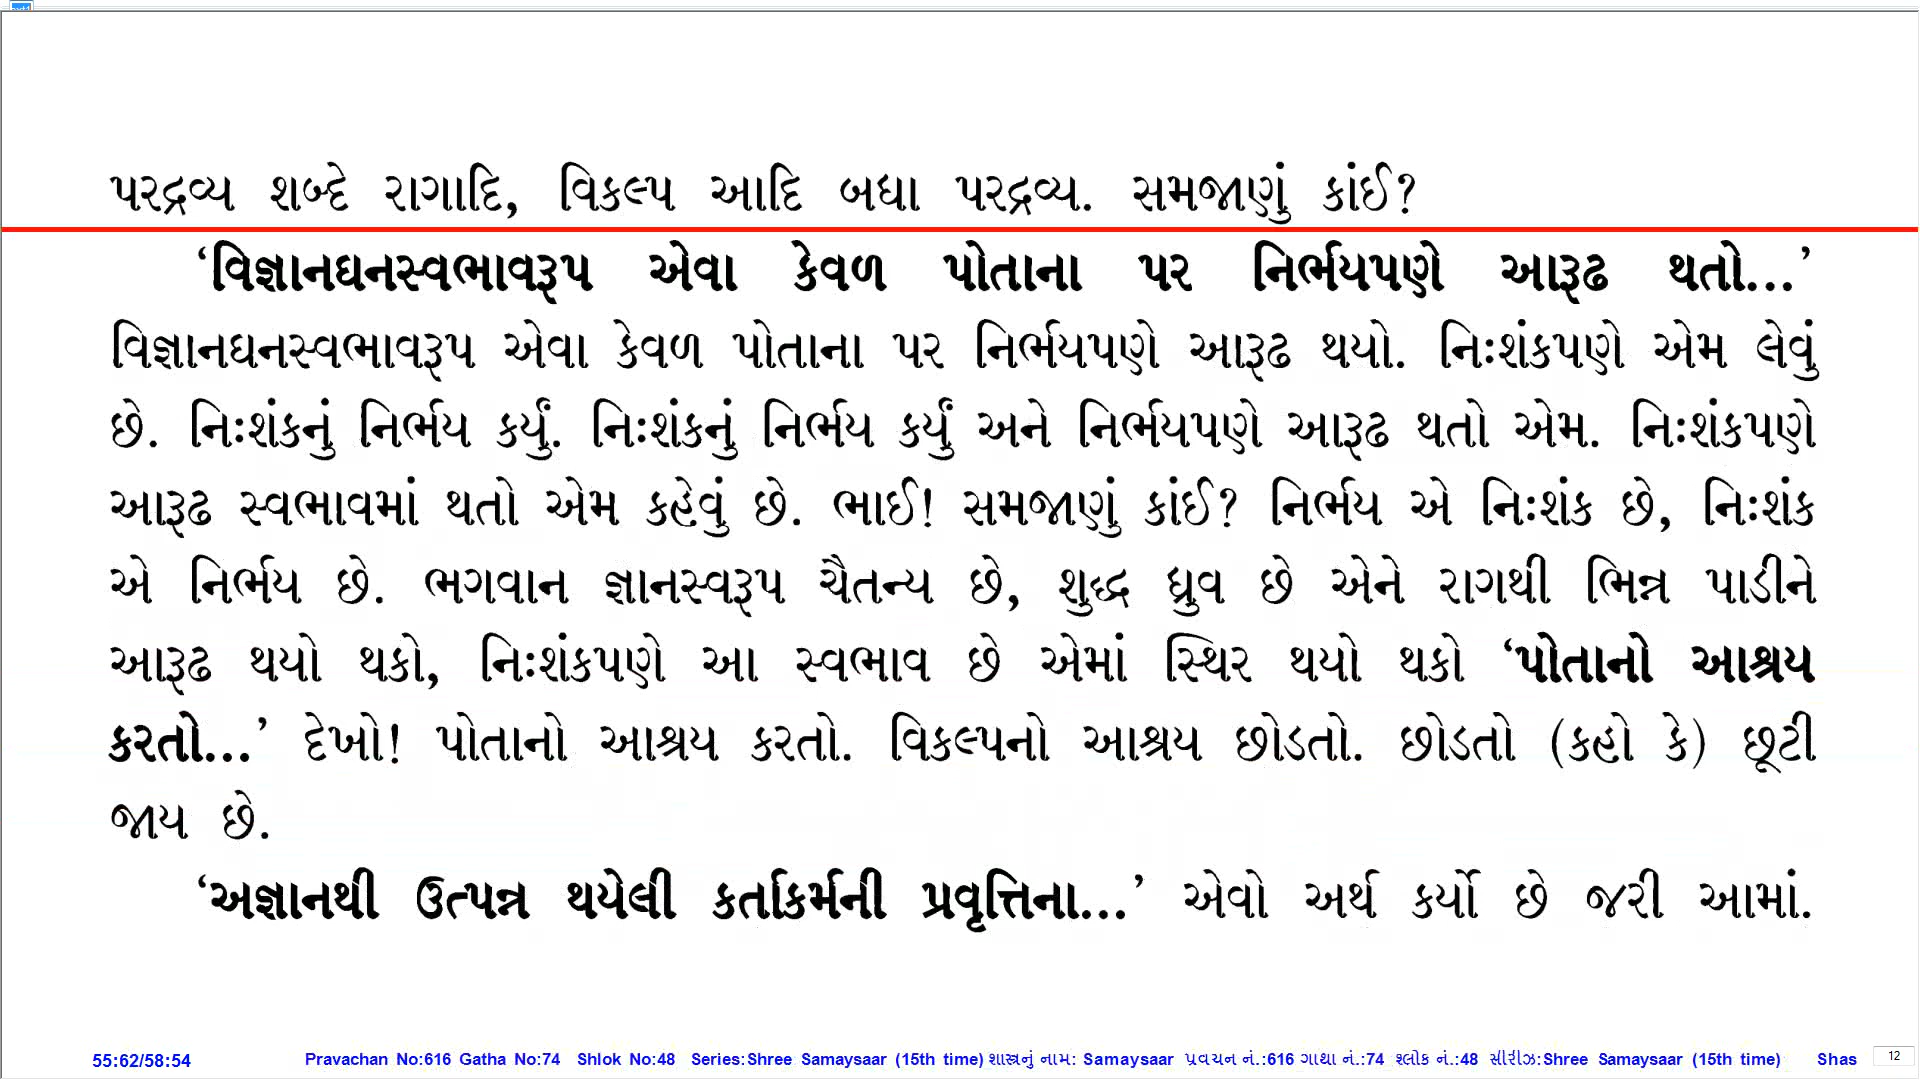 પરદ્રવ્ય શબ્દે રાગાદિ, વિકલ્પ આદિ બધા પરદ્રવ્ય. સમજાણું કાંઈ?
‘વિજ્ઞાનઘનસ્વભાવરૂપ એવા કેવળ પોતાના પર નિર્ભયપણે આરૂઢ થતો...’
વિજ્ઞાનઘનસ્વભાવરૂપ એવા કેવળ પોતાના પર નિર્ભયપણે આરૂઢ થયો. નિઃશંકપણે એમ લેવું
છે. નિઃશંકનું નિર્ભય કર્યું. નિઃશંકનું નિર્ભય કર્યું અને નિર્ભયપણે આરૂઢ થતો એમ. નિઃશંકપણે
આરૂઢ સ્વભાવમાં થતો એમ કહેવું છે. ભાઈ! સમજાણું કાંઈ? નિર્ભય એ નિઃશંક છે, નિઃશંક
એ નિર્ભય છે. ભગવાન જ્ઞાનસ્વરૂપ ચૈતન્ય છે, શુદ્ધ ધ્રુવ છે એને રાગથી ભિન્ન પાડીને
આરૂઢ થયો થકો, નિઃશંકપણે આ સ્વભાવ છે એમાં સ્થિર થયો થકો ‘પોતાનો આશ્રય
કરતો...’ દેખો! પોતાનો આશ્રય કરતો. વિકલ્પનો આશ્રય છોડતો. છોડતો (કહો કે) છૂટી
જાય છે.
‘અજ્ઞાનથી ઉત્પન્ન થયેલી કર્તાકર્મની પ્રવૃત્તિના...’ એવો અર્થ કર્યો છે જરી આમાં.
55:62/58:54 Pravachan No:616 Gatha No:74 Shlok No:48 Series:Shree Samaysaar (15th time) શાસ્ત્રનું નામ: Samaysaar પ્રવચન નં.:616 ગાથા નં.:74 શ્લોક નં.:48 સીરીઝ:Shree Samaysaar (15th time) Shas 12